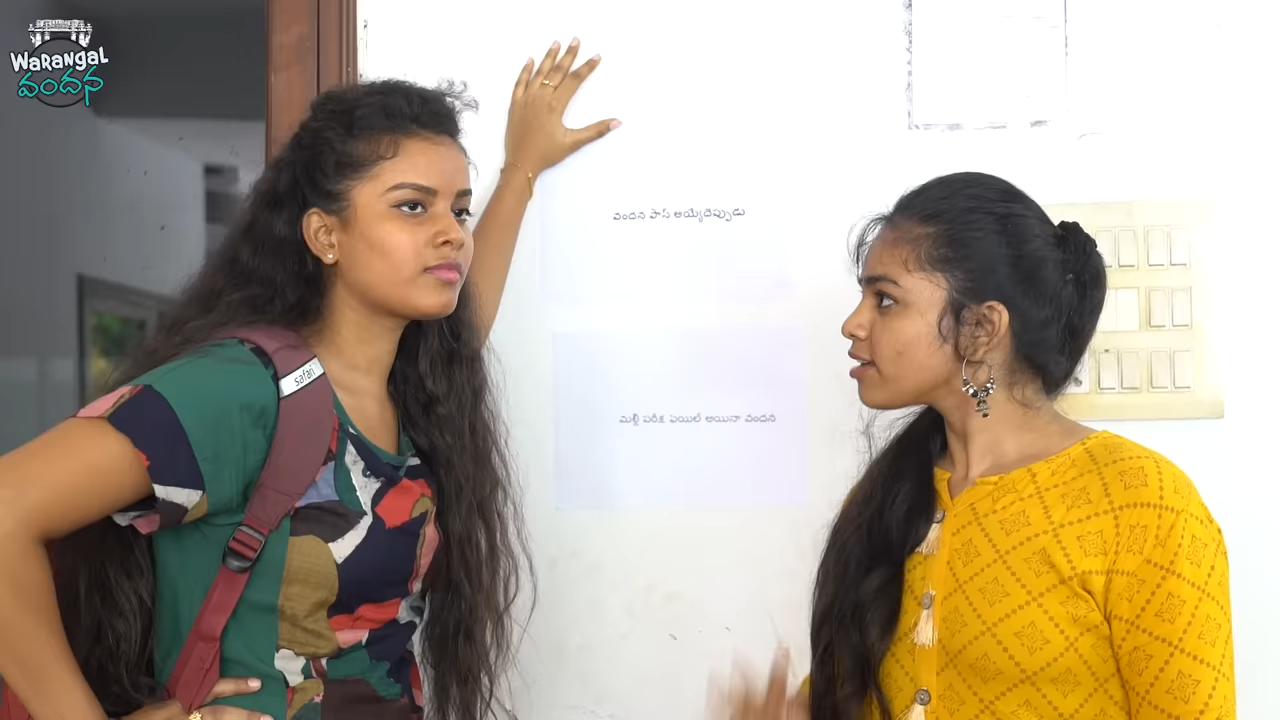 WaRaNGaL
వందన
వందన పాస్ అయ్యేదెప్పుడు
safari
మళ్లీ పరీక్ష ఫెయిల్ అయినా వందన